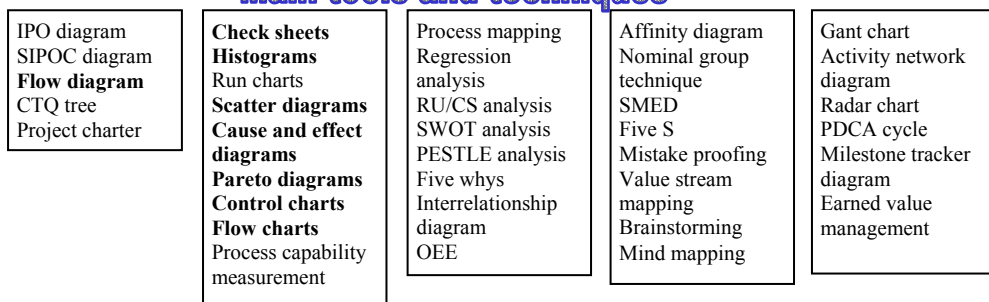 Main tools and techniques
IPO diagram
SIPOC diagram
Flow diagram
CTQ tree
Project charter
Check sheets
Histograms
Run charts
Scatter diagrams
Cause and effect
diagrams
Pareto diagrams
Control charts
Flow charts
Process capability
measurement
Process mapping
Regression
analysis
RU/CS analysis
SWOT analysis
PESTLE analysis
Five whys
Interrelationship
diagram
OEE
Affinity diagram
Nominal group
technique
SMED
Five S
Mistake proofing
Value stream
mapping
Brainstorming
Mind mapping
Gant chart
Activity network
diagram
Radar chart
PDCA cycle
Milestone tracker
diagram
Earned value
management